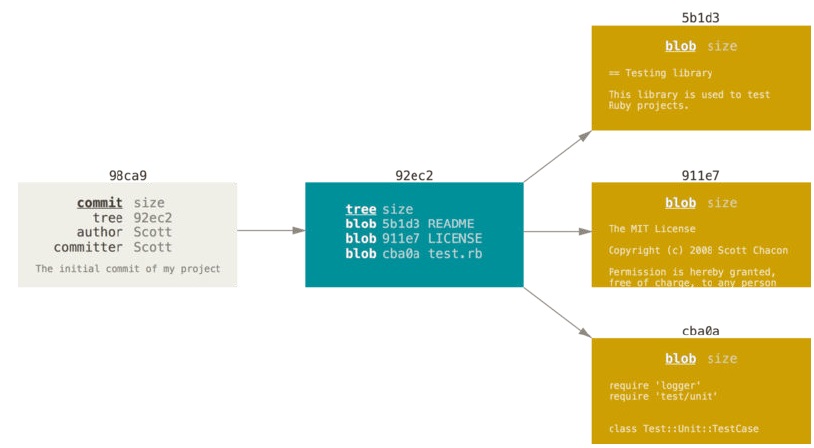 98ca9
commit size
tree 92ec2
author Scott
committer Scott
The initial commit of my project
92ec2
tree size
blob 5b1d3 README
blob 911e7 LICENSE
blob cba0a test.rb
5b1d3
blob size
== Testing library
This library is used to test
Ruby projects.
911e7
blob size
The MIT License
Copyright (c) 2008 Scott Chacon
Permission is hereby granted,
free of charge, to any person
cba0a
blob size
require 'logger'
require 'test/unit'
class Test::Unit::TestCase